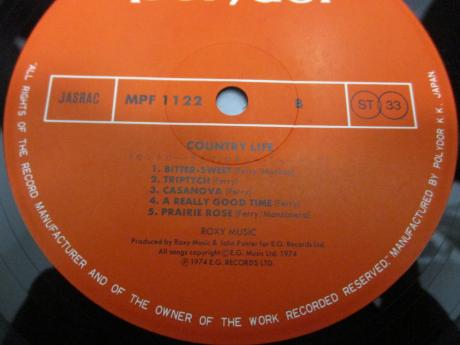 polydor
JASRAC MPF 1122 B ST 33
COUNTRY LIFE
1. BITTER-SWEET (Ferry/Mackay)
2. TRIPTYCH (Ferry)
3. CASANOVA (Ferry)
4. A REALLY GOOD TIME (Ferry)
5. PRAIRIE ROSE (Ferry/Manzanera)
ROXY MUSIC
Produced by Roxy Music & John Punter for E.G. Records Ltd.
All songs copyright Ⓒ E.G. Music Ltd. 1974
Ⓟ 1974 E.G. RECORDS LTD.
"ALL RIGHTS OF THE RECORD MANUFACTURER AND OF THE OWNER OF THE WORK RECORDED RESERVED." MANUFACTURED BY POLYDOR K.K. JAPAN.